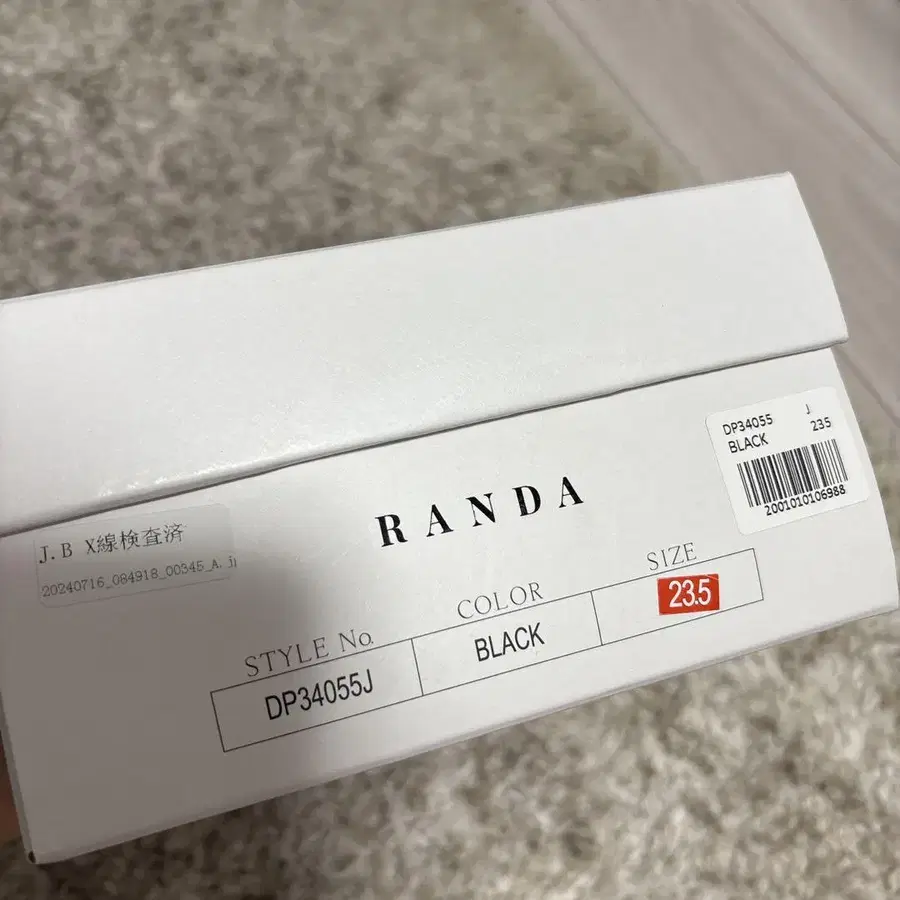 J.B X線検査済
20240716_084918_00345_A.j
RANDA
DP34055 J
BLACK 235
2001010106988
STYLE No. COLOR SIZE
DP34055J BLACK 23.5